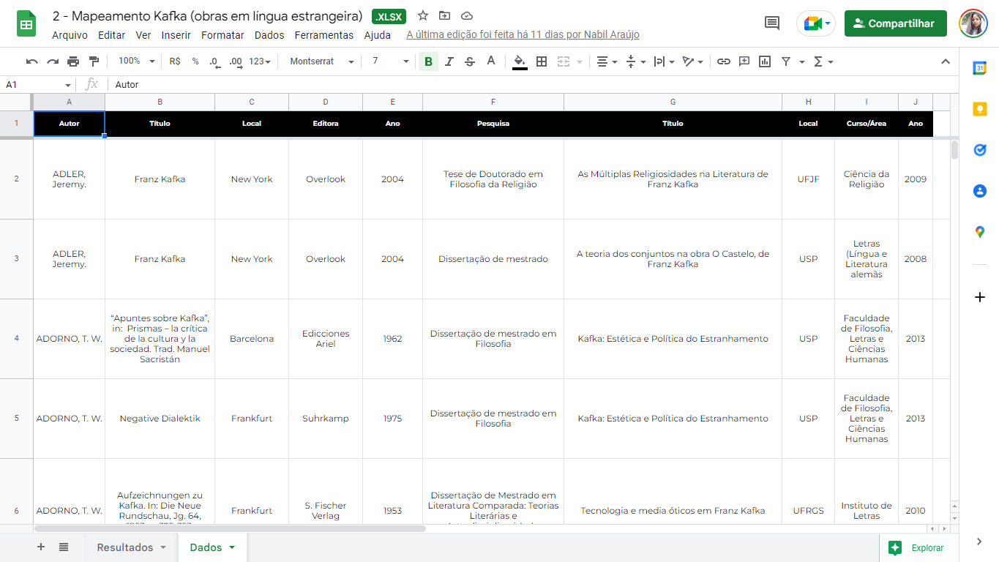 2 - Mapeamento Kafka (obras em língua estrangeira) .XLSX
Arquivo Editar Ver Inserir Formatar Dados Ferramentas Ajuda A última edição foi feita há 11 dias por Nabil Araújo
Compartilhar
100% R$ % .0 .00 123 Montserrat 7 B I S A
A1 fx Autor
A B C D E F G H I J
1 Autor Título Local Editora Ano Pesquisa Título Local Curso/Área Ano
2
ADLER,
Jeremy.
Franz Kafka
New York
Overlook
2004
Tese de Doutorado em
Filosofia da Religião
As Múltiplas Religiosidades na Literatura de
Franz Kafka
UFJF
Ciência da
Religião
2009
3
ADLER,
Jeremy.
Franz Kafka
New York
Overlook
2004
Dissertação de mestrado
A teoria dos conjuntos na obra O Castelo, de
Franz Kafka
USP
Letras
(Língua e
Literatura
alemãs
2008
4
ADORNO, T. W.
“Apuntes sobre Kafka”,
in: Prismas – la crítica
de la cultura y la
sociedad. Trad. Manuel
Sacristán
Barcelona
Edicciones
Ariel
1962
Dissertação de mestrado em
Filosofia
Kafka: Estética e Política do Estranhamento
USP
Faculdade
de Filosofia,
Letras e
Ciências
Humanas
2013
5
ADORNO, T. W.
Negative Dialektik
Frankfurt
Suhrkamp
1975
Dissertação de mestrado em
Filosofia
Kafka: Estética e Política do Estranhamento
USP
Faculdade
de Filosofia,
Letras e
Ciências
Humanas
2013
6
ADORNO, T. W.
Aufzeichnungen zu
Kafka. In: Die Neue
Rundschau, Jg. 64,
Frankfurt
S. Fischer
Verlag
1953
Dissertação de Mestrado em
Literatura Comparada: Teorias
Literárias e
Tecnologia e media óticos em Franz Kafka
UFRGS
Instituto de
Letras
2010
Resultados Dados
Explorar
31